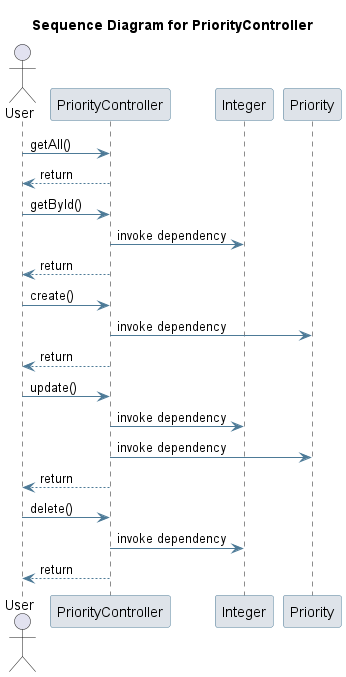 Sequence Diagram for PriorityController
User
PriorityController
Integer
Priority
getAll()
return
getById()
invoke dependency
return
create()
invoke dependency
return
update()
invoke dependency
invoke dependency
return
delete()
invoke dependency
return
User
PriorityController
Integer
Priority